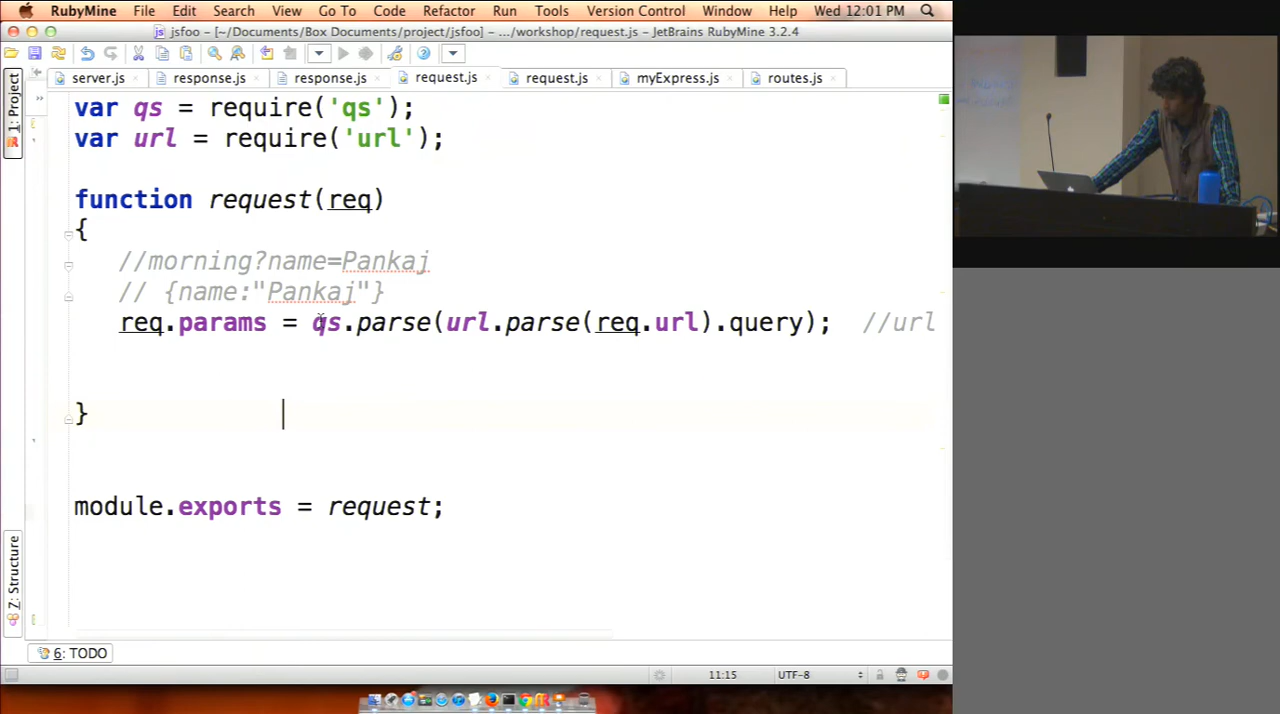 RubyMine File Edit Search View Go To Code Refactor Run Tools Version Control Window Help Wed 12:01 PM
jsfoo - [~/Documents/Box Documents/project/jsfoo] - .../workshop/request.js - JetBrains RubyMine 3.2.4
server.js response.js response.js request.js request.js myExpress.js routes.js
1: Project
var qs = require('qs');
var url = require('url');
function request(req)
{
//morning?name=Pankaj
// {name:"Pankaj"}
req.params = qs.parse(url.parse(req.url).query); //url
}
module.exports = request;
7: Structure
6: TODO
11:15 UTF-8